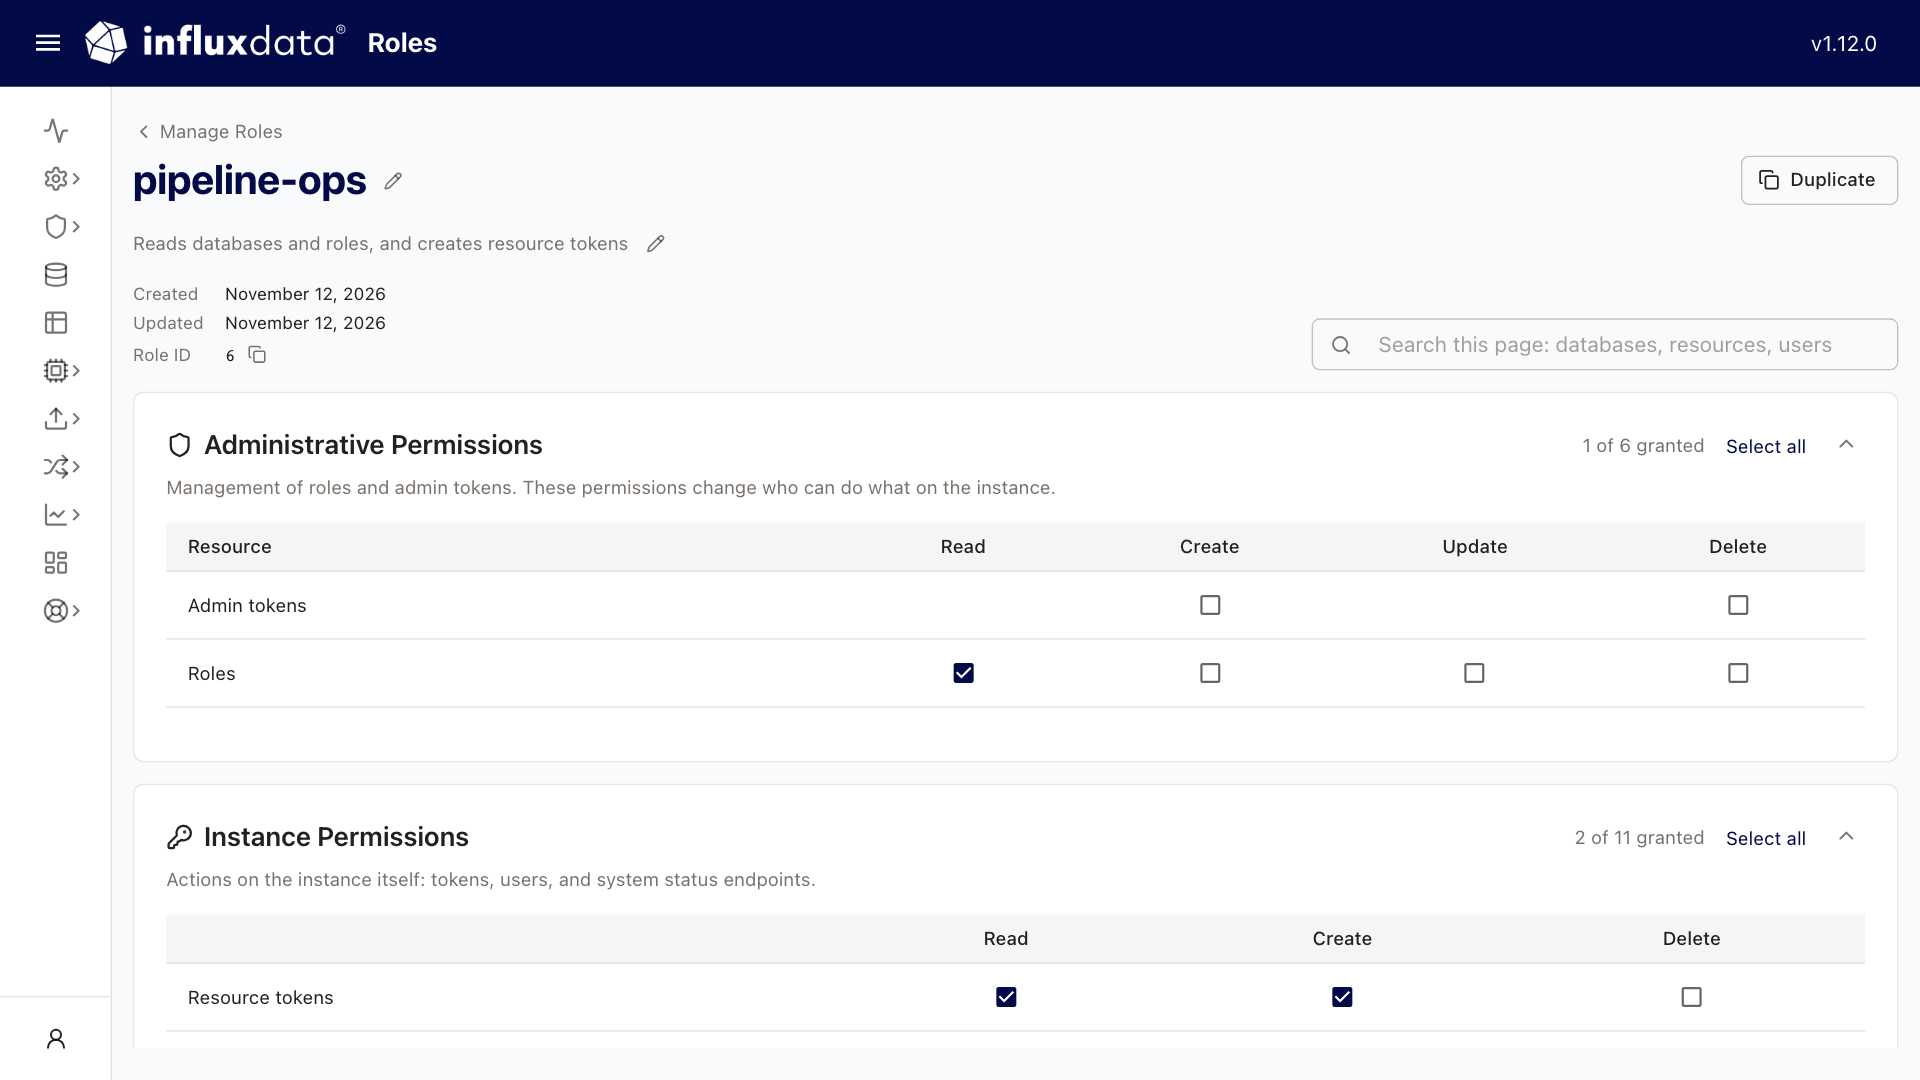 influxdata® Roles
v1.12.0
Manage Roles
pipeline-ops
Duplicate
Reads databases and roles, and creates resource tokens
Created November 12, 2026
Updated November 12, 2026
Role ID 6
Search this page: databases, resources, users
Administrative Permissions
1 of 6 granted Select all
Management of roles and admin tokens. These permissions change who can do what on the instance.
Resource Read Create Update Delete
Admin tokens
Roles
Instance Permissions
2 of 11 granted Select all
Actions on the instance itself: tokens, users, and system status endpoints.
Read Create Delete
Resource tokens